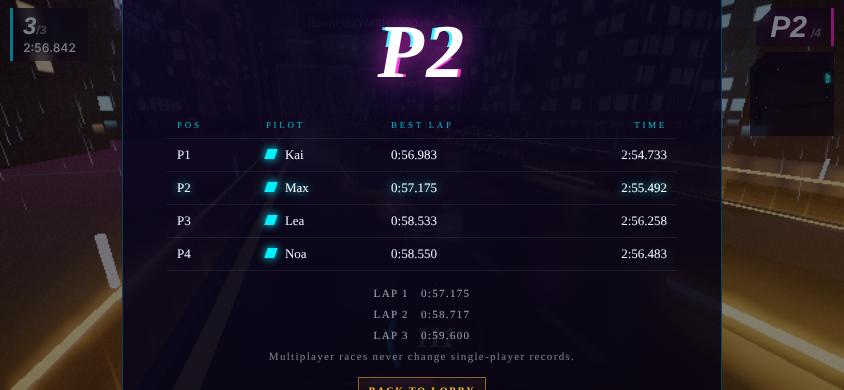 3/3
2:56.842
P2
P2 /4
POS PILOT BEST LAP TIME
P1 Kai 0:56.983 2:54.733
P2 Max 0:57.175 2:55.492
P3 Lea 0:58.533 2:56.258
P4 Noa 0:58.550 2:56.483
LAP 1 0:57.175
LAP 2 0:58.717
LAP 3 0:59.600
Multiplayer races never change single-player records.
BACK TO LOBBY